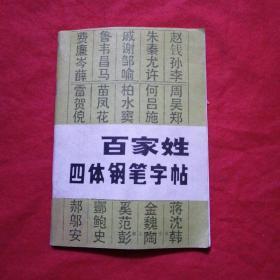 赵钱孙李 周吴郑
朱秦尤许 何吕施
戚谢邹喻 柏水窦
鲁韦昌马 苗凤花
费廉岑薛 雷贺倪
百家姓
四体钢笔字帖
蒋沈韩
金魏陶
奚范彭
酆鲍史
郝邬安